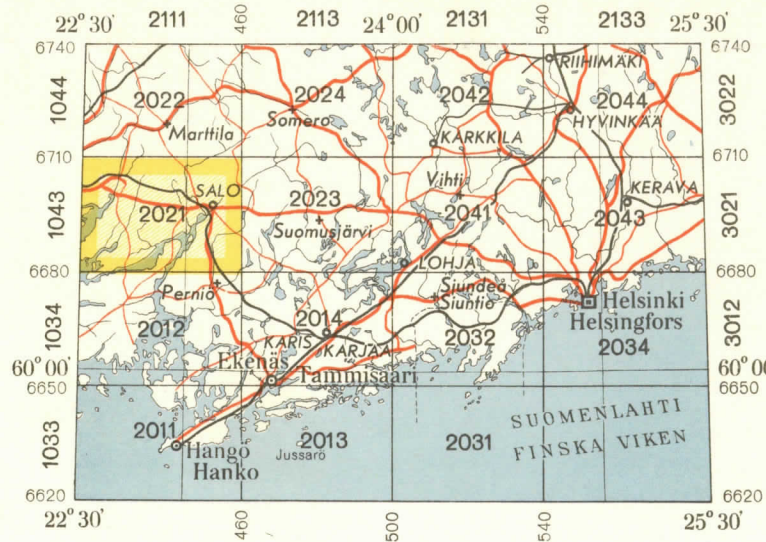 2111 2113 2131 2133
22° 30' 460 24° 00' 540 25° 30'
6740 6740
RIIHIMÄKI
1044 2022 2024 2042 2044 3022
Marttila Somero HYVINKÄÄ
KARKKILA
6710 6710
Vihti KERAVA
SALO
1043 2021 2023 2041 2043 3021
Suomusjärvi
LOHJA
6680 6680
Perniö Siundeå
Siuntio Helsinki
Helsingfors
1034 2012 2014 2032 2034 3012
KARIS KARJAA
Ekenäs
Tammisaari
60° 00' 60° 00
6650 6650
SUOMENLAHTI
FINSKA VIKEN
1033 2011 2013 2031
Hangö Jussarö
Hanko
6620 6620
22° 30' 460 500 540 25° 30'